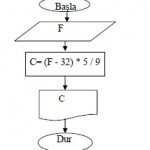 Başla
F
C= (F - 32) * 5 / 9
C
Dur